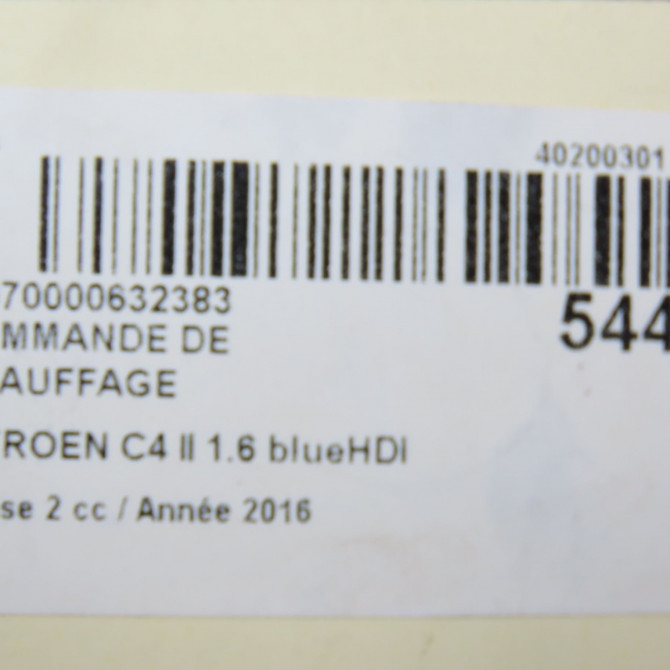 40200301
70000632383
544
MMANDE DE
AUFFAGE
ROEN C4 II 1.6 blueHDI
se 2 cc / Année 2016